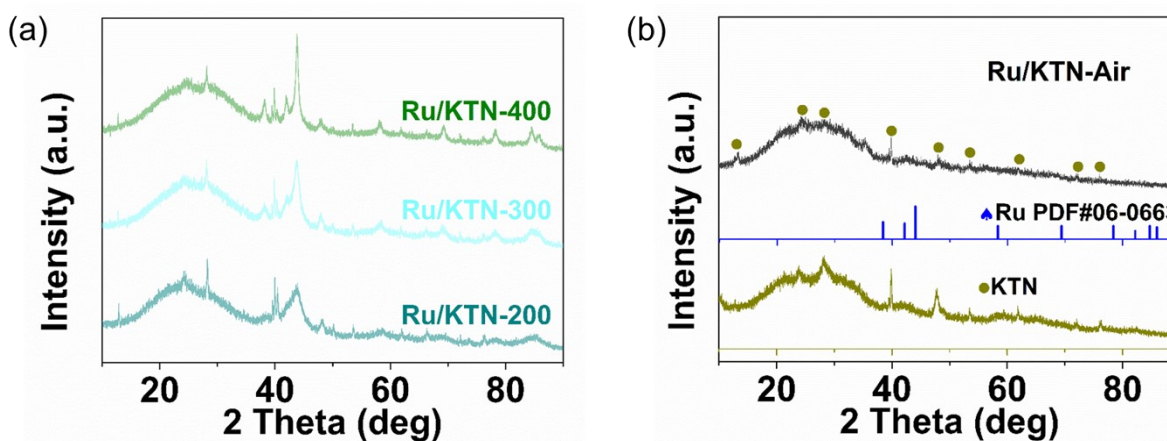 (a)
Intensity (a.u.)
Ru/KTN-400
Ru/KTN-300
Ru/KTN-200
20 40 60 80
2 Theta (deg)
(b)
Intensity (a.u.)
Ru/KTN-Air
Ru PDF#06-0663
KTN
20 40 60 80
2 Theta (deg)